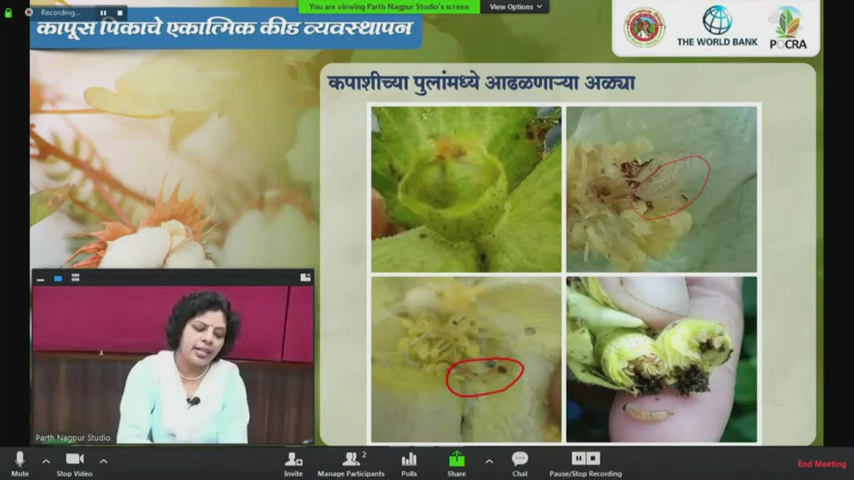 Recording...
You are viewing Parth Nagpur Studio's screen
View Options
कापूस पिकाचे एकात्मिक कीड व्यवस्थापन
THE WORLD BANK
POCRA
कपाशीच्या पुलांमध्ये आढळणाऱ्या अळ्या
Parth Nagpur Studio
Mute
Stop Video
Invite
2
Manage Participants
Polls
Share
Chat
Pause/Stop Recording
End Meeting